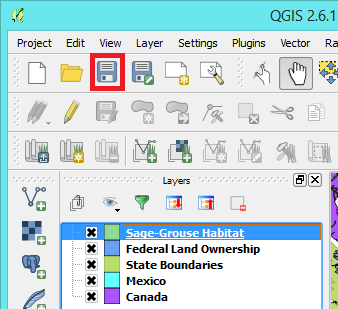 QGIS 2.6.1
Project Edit View Layer Settings Plugins Vector
Layers
Sage-Grouse Habitat
Federal Land Ownership
State Boundaries
Mexico
Canada